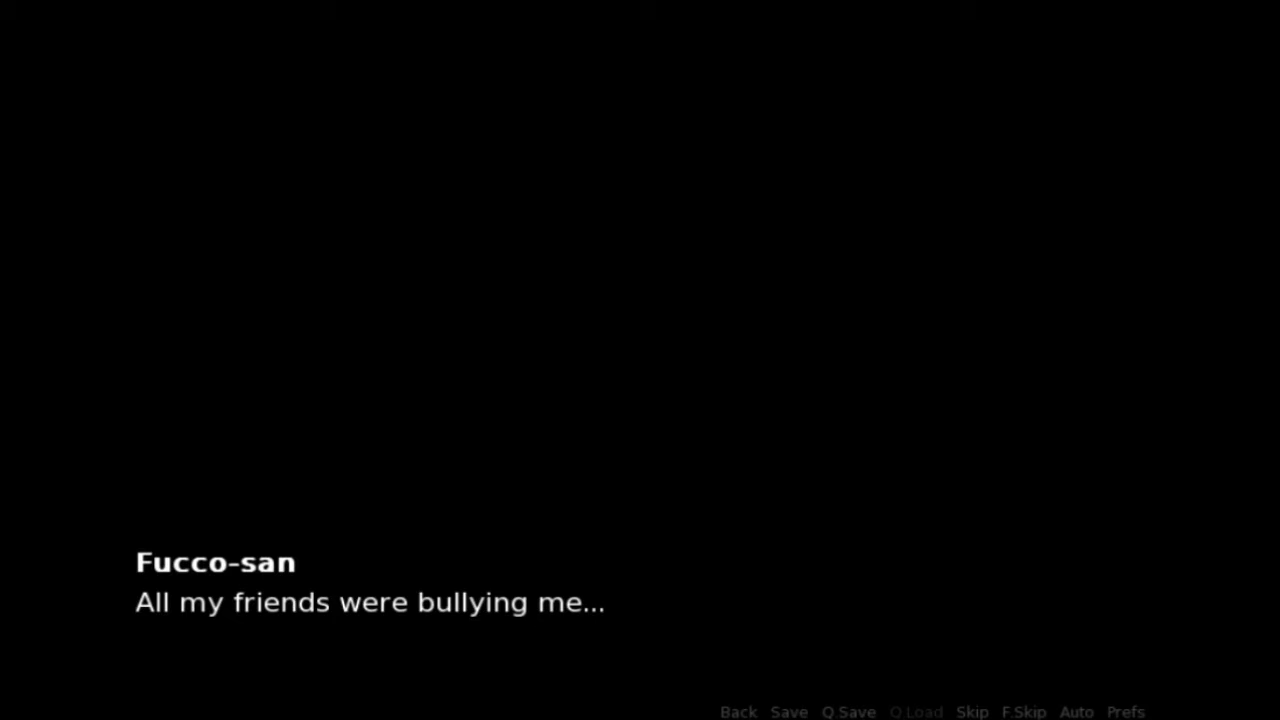 Fucco-san
All my friends were bullying me...
Back Save Q.Save Q.Load Skip F.Skip Auto Prefs